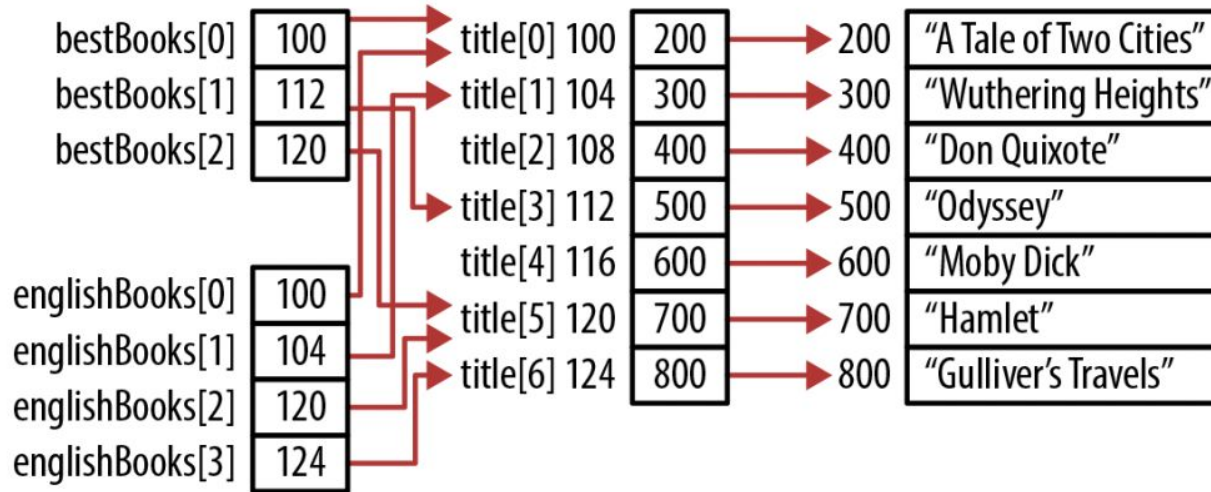 bestBooks[0] 100 title[0] 100 200 200 “A Tale of Two Cities”
bestBooks[1] 112 title[1] 104 300 300 “Wuthering Heights”
bestBooks[2] 120 title[2] 108 400 400 “Don Quixote”
title[3] 112 500 500 “Odyssey”
title[4] 116 600 600 “Moby Dick”
englishBooks[0] 100 title[5] 120 700 700 “Hamlet”
englishBooks[1] 104 title[6] 124 800 800 “Gulliver’s Travels”
englishBooks[2] 120
englishBooks[3] 124